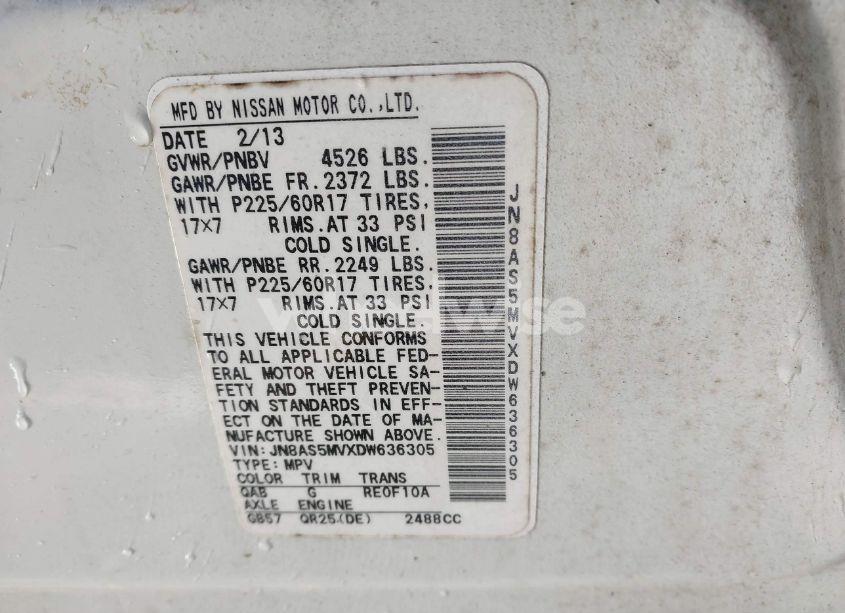 MFD BY NISSAN MOTOR CO.,LTD.
DATE 2/13
GVWR/PNBV 4526 LBS.
GAWR/PNBE FR. 2372 LBS.
WITH P225/60R17 TIRES,
17×7 RIMS.AT 33 PSI
COLD SINGLE.
GAWR/PNBE RR. 2249 LBS.
WITH P225/60R17 TIRES,
17×7 RIMS.AT 33 PSI
COLD SINGLE.
THIS VEHICLE CONFORMS
TO ALL APPLICABLE FED-
ERAL MOTOR VEHICLE SA-
FETY AND THEFT PREVEN-
TION STANDARDS IN EFF-
ECT ON THE DATE OF MA-
NUFACTURE SHOWN ABOVE.
VIN: JN8AS5MVXDW636305
TYPE: MPV
COLOR TRIM TRANS
QAB G RE0F10A
AXLE ENGINE
GB57 QR25(DE) 2488CC
JN8AS5MVXDW636305